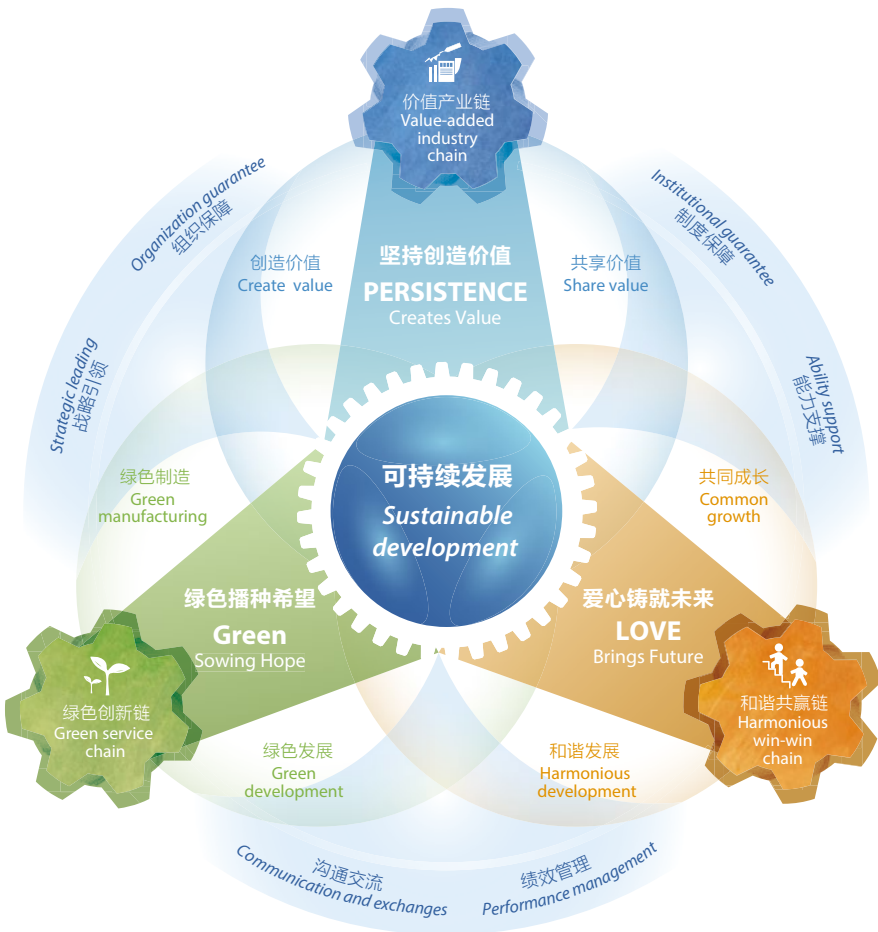 价值产业链
Value-added
industry
chain
Organization guarantee
组织保障
Institutional guarantee
制度保障
创造价值
Create value
坚持创造价值
PERSISTENCE
Creates Value
共享价值
Share value
Strategic leading
战略引领
Ability support
能力支撑
绿色制造
Green
manufacturing
可持续发展
Sustainable
development
共同成长
Common
growth
绿色播种希望
Green
Sowing Hope
爱心铸就未来
LOVE
Brings Future
绿色创新链
Green service
chain
和谐共赢链
Harmonious
win-win
chain
绿色发展
Green
development
和谐发展
Harmonious
development
沟通交流
Communication and exchanges
绩效管理
Performance management